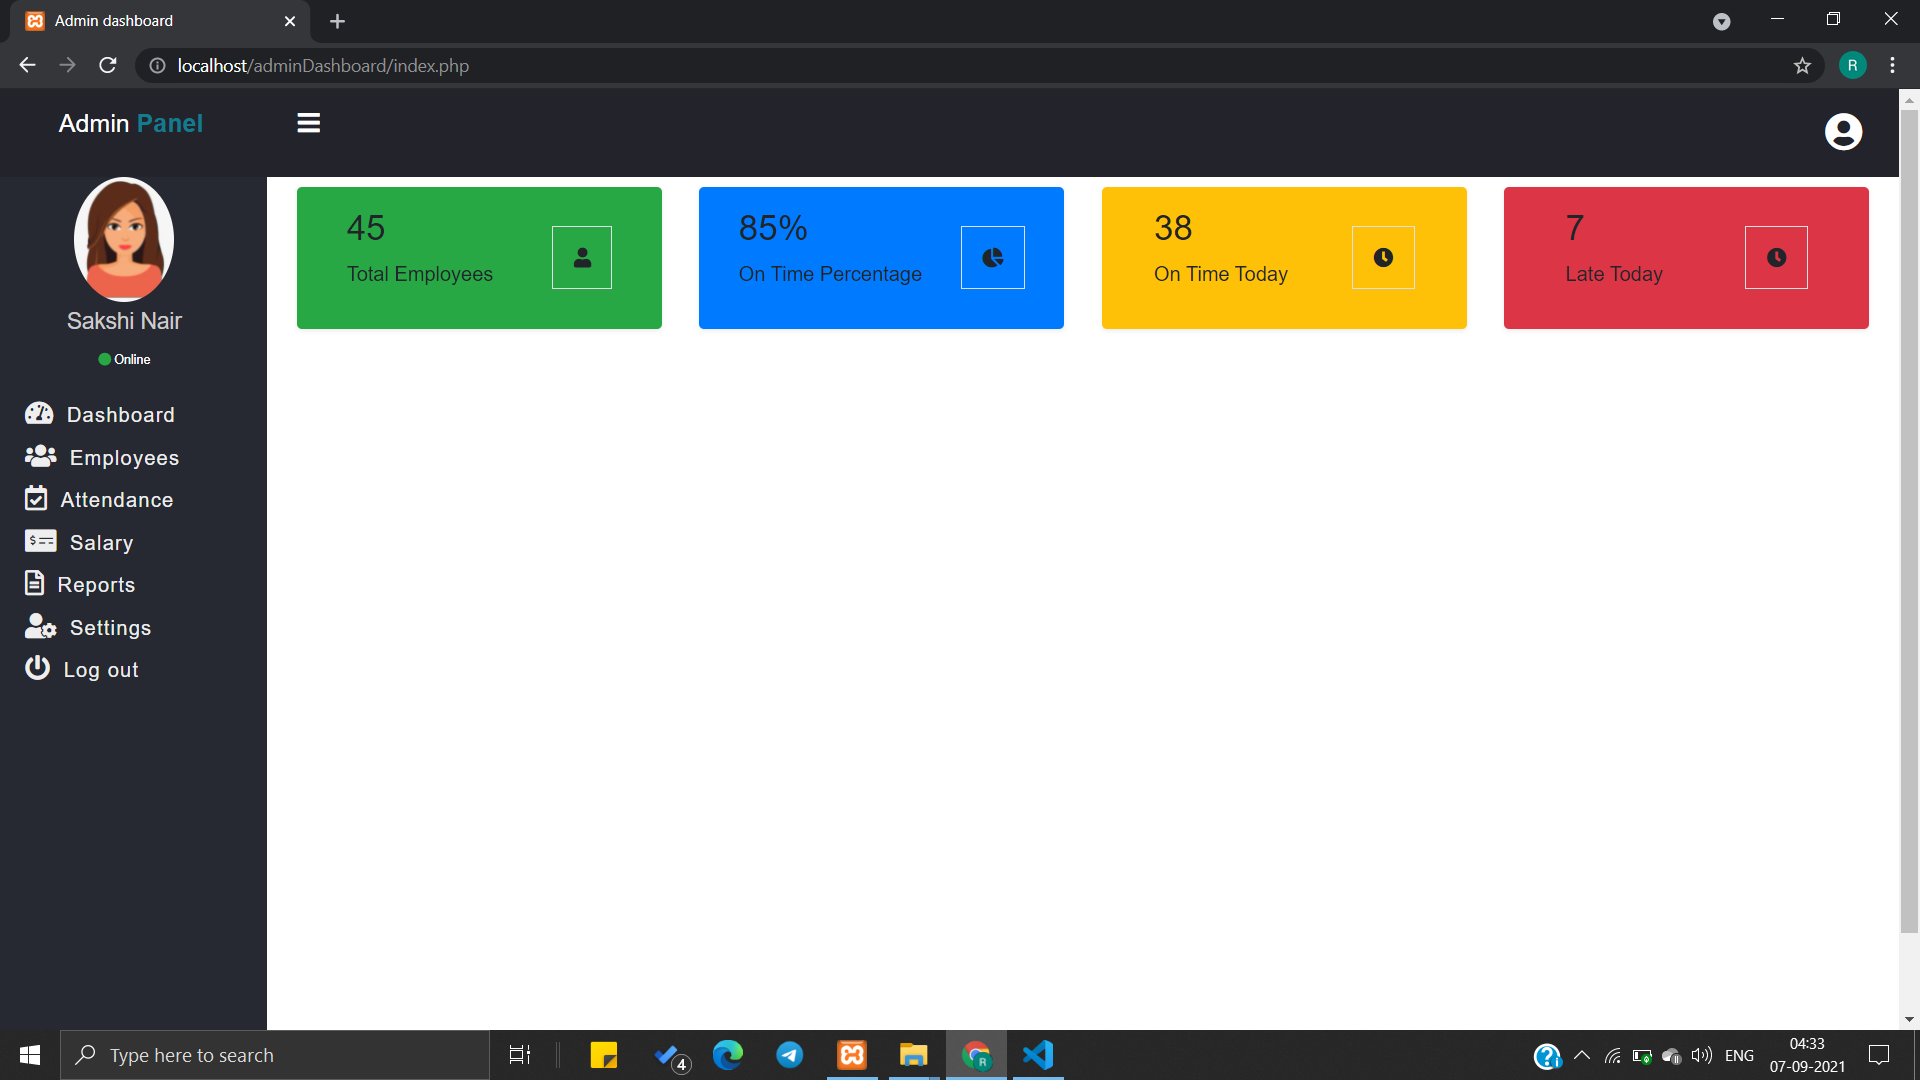 Admin dashboard
localhost/adminDashboard/index.php
R
Admin Panel
Sakshi Nair
Online
Dashboard
Employees
Attendance
Salary
Reports
Settings
Log out
45
Total Employees
85%
On Time Percentage
38
On Time Today
7
Late Today
Type here to search
4
R
ENG
04:33
07-09-2021